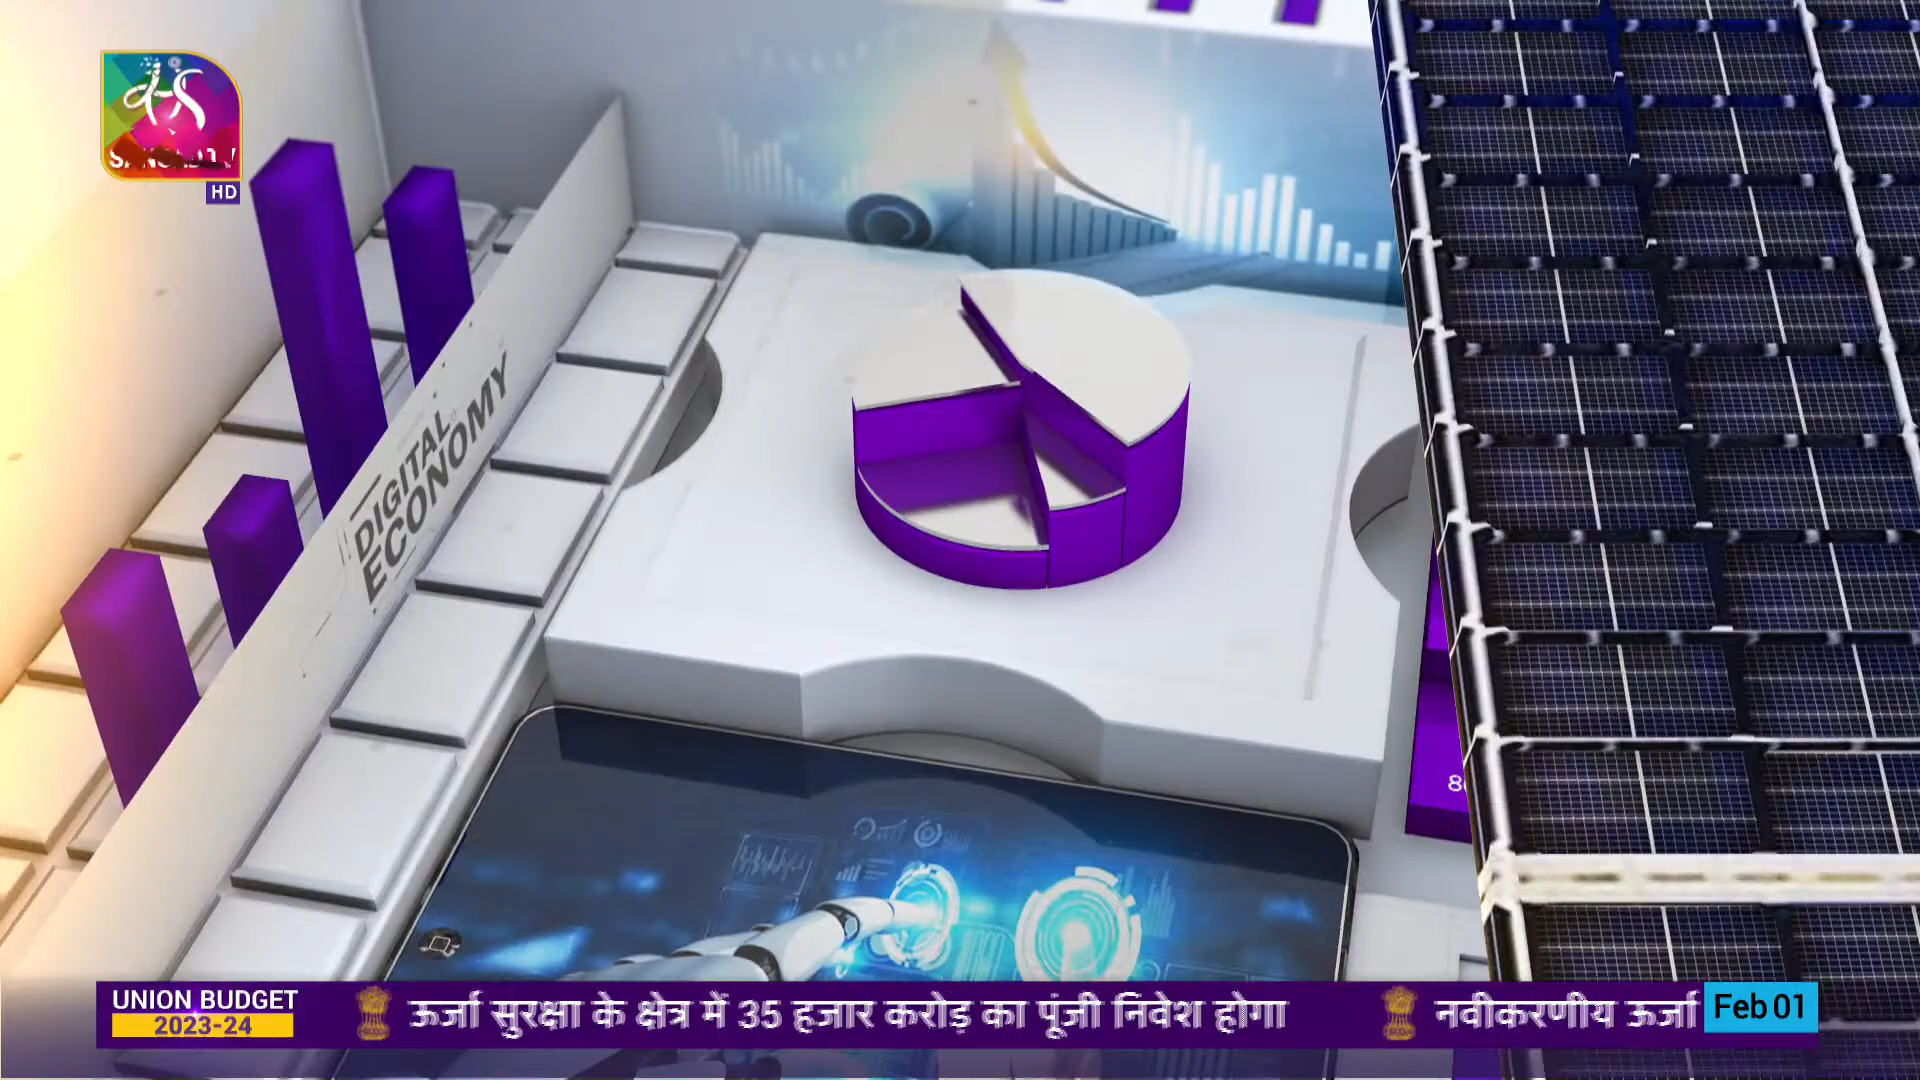 HD
DIGITAL
ECONOMY
UNION BUDGET
2023-24
ऊर्जा सुरक्षा के क्षेत्र में 35 हजार करोड़ का पूंजी निवेश होगा
नवीकरणीय ऊर्जा
Feb 01